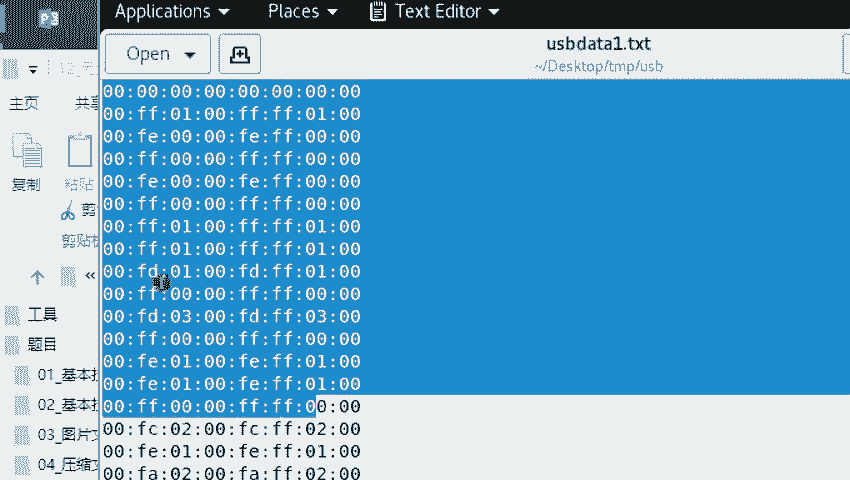 Applications Places Text Editor
Open usbdata1.txt
~/Desktop/tmp/usb
主页 共享
复制 粘贴
剪
剪贴板
工具
题目
01_基本
02_基本
03_图片文
04_压缩文
00:00:00:00:00:00:00:00
00:ff:01:00:ff:ff:01:00
00:fe:00:00:fe:ff:00:00
00:ff:00:00:ff:ff:00:00
00:fe:00:00:fe:ff:00:00
00:ff:00:00:ff:ff:00:00
00:ff:01:00:ff:ff:01:00
00:ff:01:00:ff:ff:01:00
00:fd:01:00:fd:ff:01:00
00:ff:00:00:ff:ff:00:00
00:fd:03:00:fd:ff:03:00
00:ff:00:00:ff:ff:00:00
00:fe:01:00:fe:ff:01:00
00:fe:01:00:fe:ff:01:00
00:ff:00:00:ff:ff:00:00
00:fc:02:00:fc:ff:02:00
00:fe:01:00:fe:ff:01:00
00:fa:02:00:fa:ff:02:00